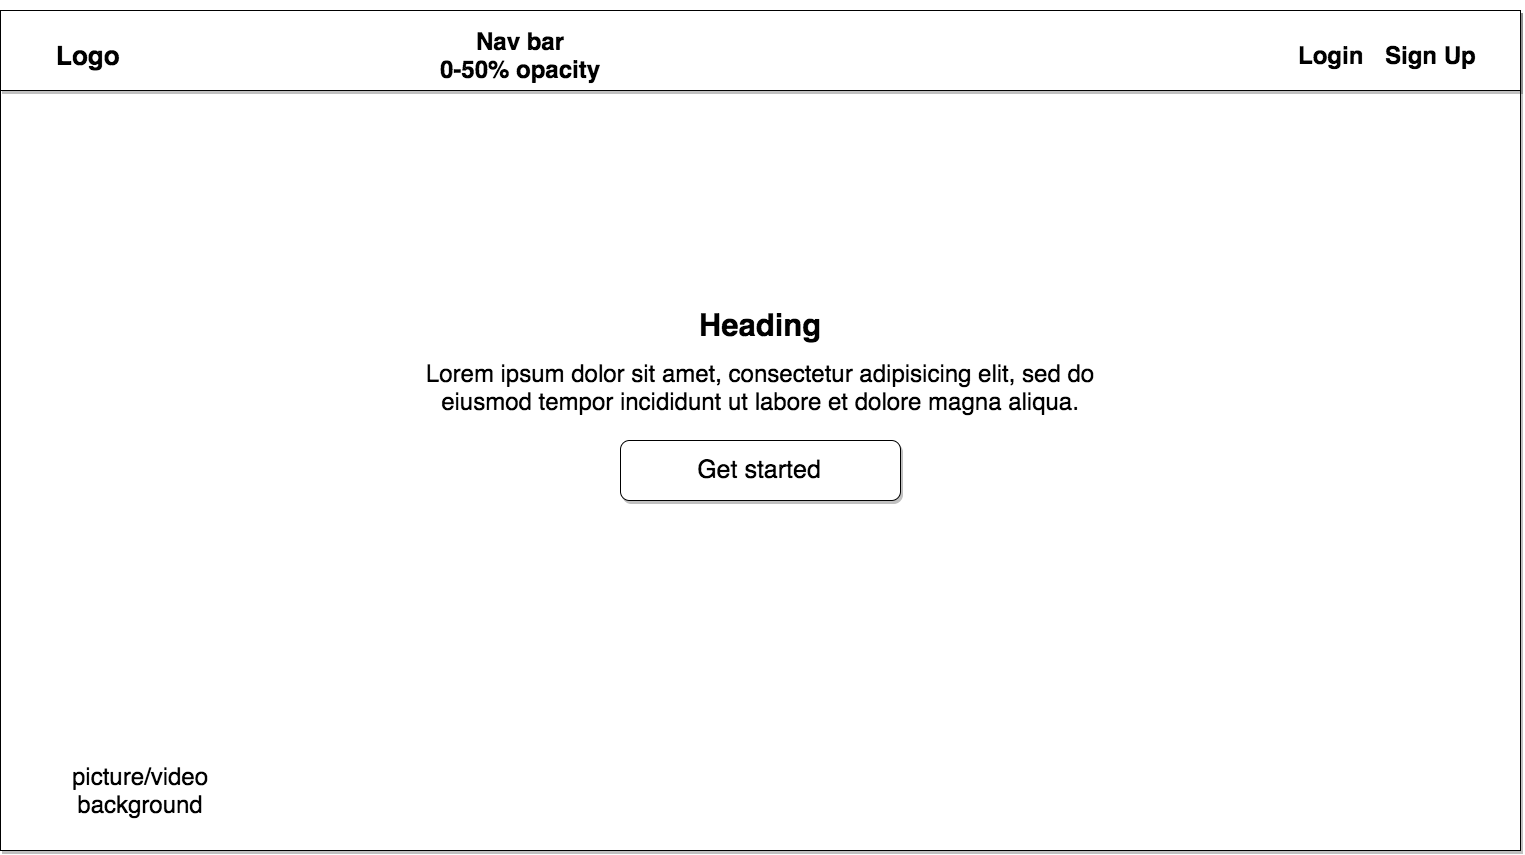 Logo
Nav bar
0-50% opacity
Login Sign Up
Heading
Lorem ipsum dolor sit amet, consectetur adipisicing elit, sed do
eiusmod tempor incididunt ut labore et dolore magna aliqua.
Get started
picture/video
background